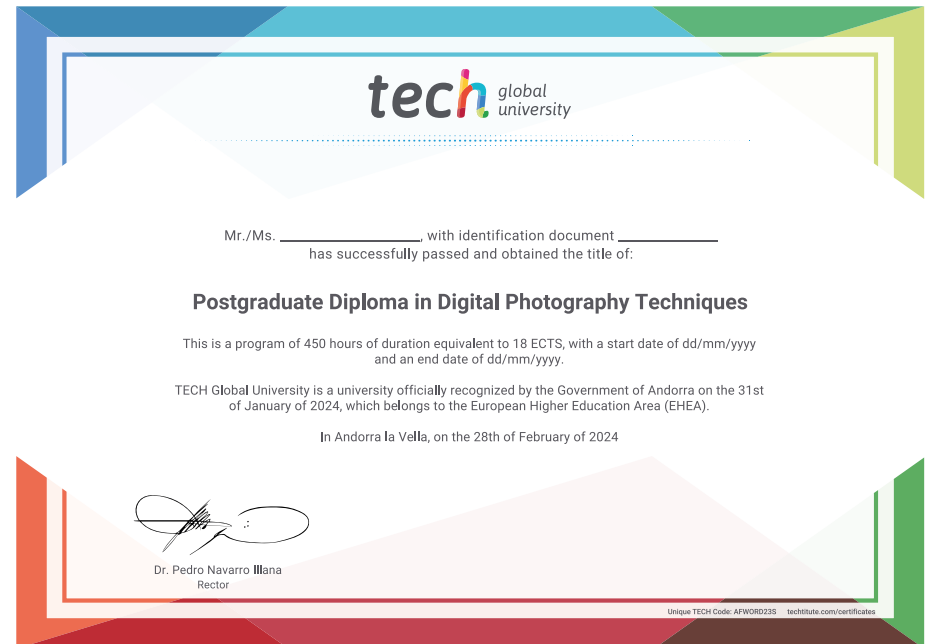 tech global
university
Mr./Ms. ____________, with identification document ____________
has successfully passed and obtained the title of:
Postgraduate Diploma in Digital Photography Techniques
This is a program of 450 hours of duration equivalent to 18 ECTS, with a start date of dd/mm/yyyy
and an end date of dd/mm/yyyy.
TECH Global University is a university officially recognized by the Government of Andorra on the 31st
of January of 2024, which belongs to the European Higher Education Area (EHEA).
In Andorra la Vella, on the 28th of February of 2024
Dr. Pedro Navarro Illana
Rector
Unique TECH Code: AFWORD23S techtitute.com/certificates